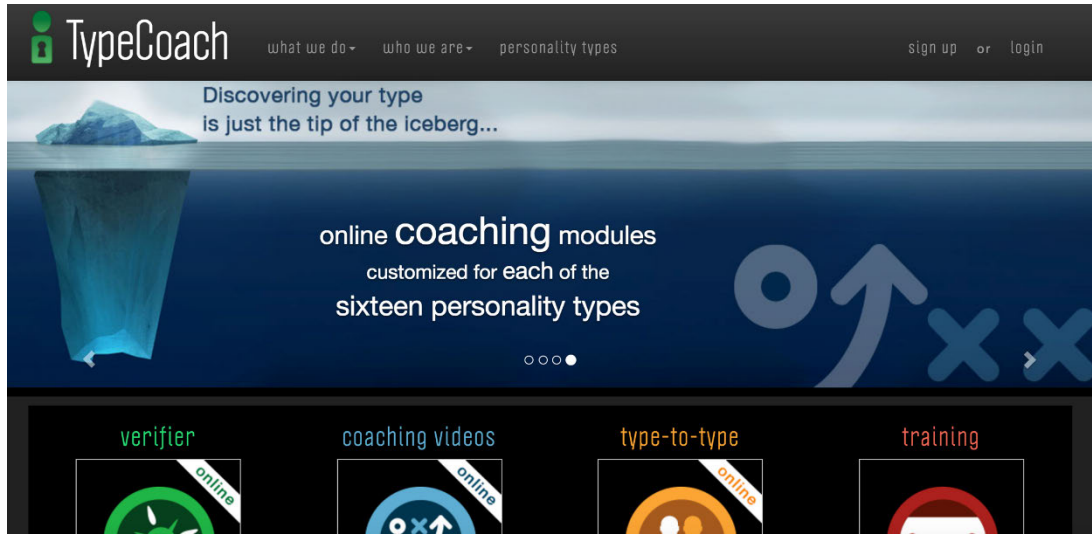 TypeCoach
what we do
who we are
personality types
sign up or login
Discovering your type
is just the tip of the iceberg...
online coaching modules
customized for each of the
sixteen personality types
verifier
coaching videos
type-to-type
training
online
online
online